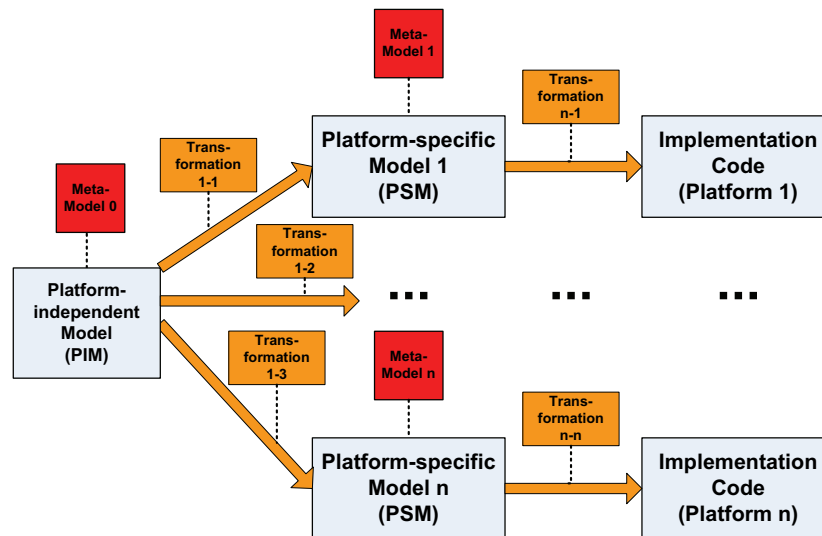 Meta-
Model 1
Trans-
formation
n-1
Platform-specific
Model 1
(PSM)
Implementation
Code
(Platform 1)
Trans-
formation
1-1
Meta-
Model 0
Trans-
formation
1-2
Platform-
independent
Model
(PIM)
...
...
...
Trans-
formation
1-3
Meta-
Model n
Trans-
formation
n-n
Platform-specific
Model n
(PSM)
Implementation
Code
(Platform n)